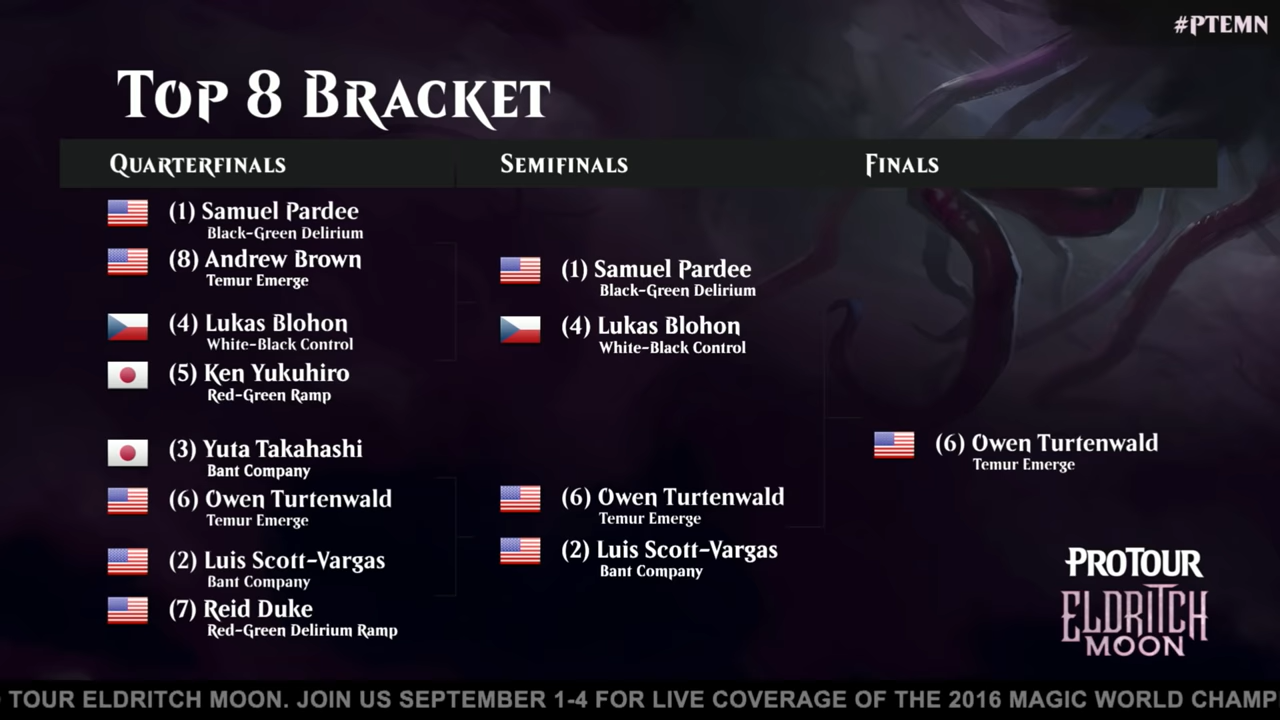 #PTEMN
Top 8 Bracket
Quarterfinals
Semifinals
Finals
(1) Samuel Pardee
Black-Green Delirium
(8) Andrew Brown
Temur Emerge
(4) Lukas Blohon
White-Black Control
(5) Ken Yukuhiro
Red-Green Ramp
(3) Yuta Takahashi
Bant Company
(6) Owen Turtenwald
Temur Emerge
(2) Luis Scott-Vargas
Bant Company
(7) Reid Duke
Red-Green Delirium Ramp
(1) Samuel Pardee
Black-Green Delirium
(4) Lukas Blohon
White-Black Control
(6) Owen Turtenwald
Temur Emerge
(2) Luis Scott-Vargas
Bant Company
(6) Owen Turtenwald
Temur Emerge
PRO TOUR
ELDRITCH
MOON
TOUR ELDRITCH MOON. JOIN US SEPTEMBER 1-4 FOR LIVE COVERAGE OF THE 2016 MAGIC WORLD CHAMP